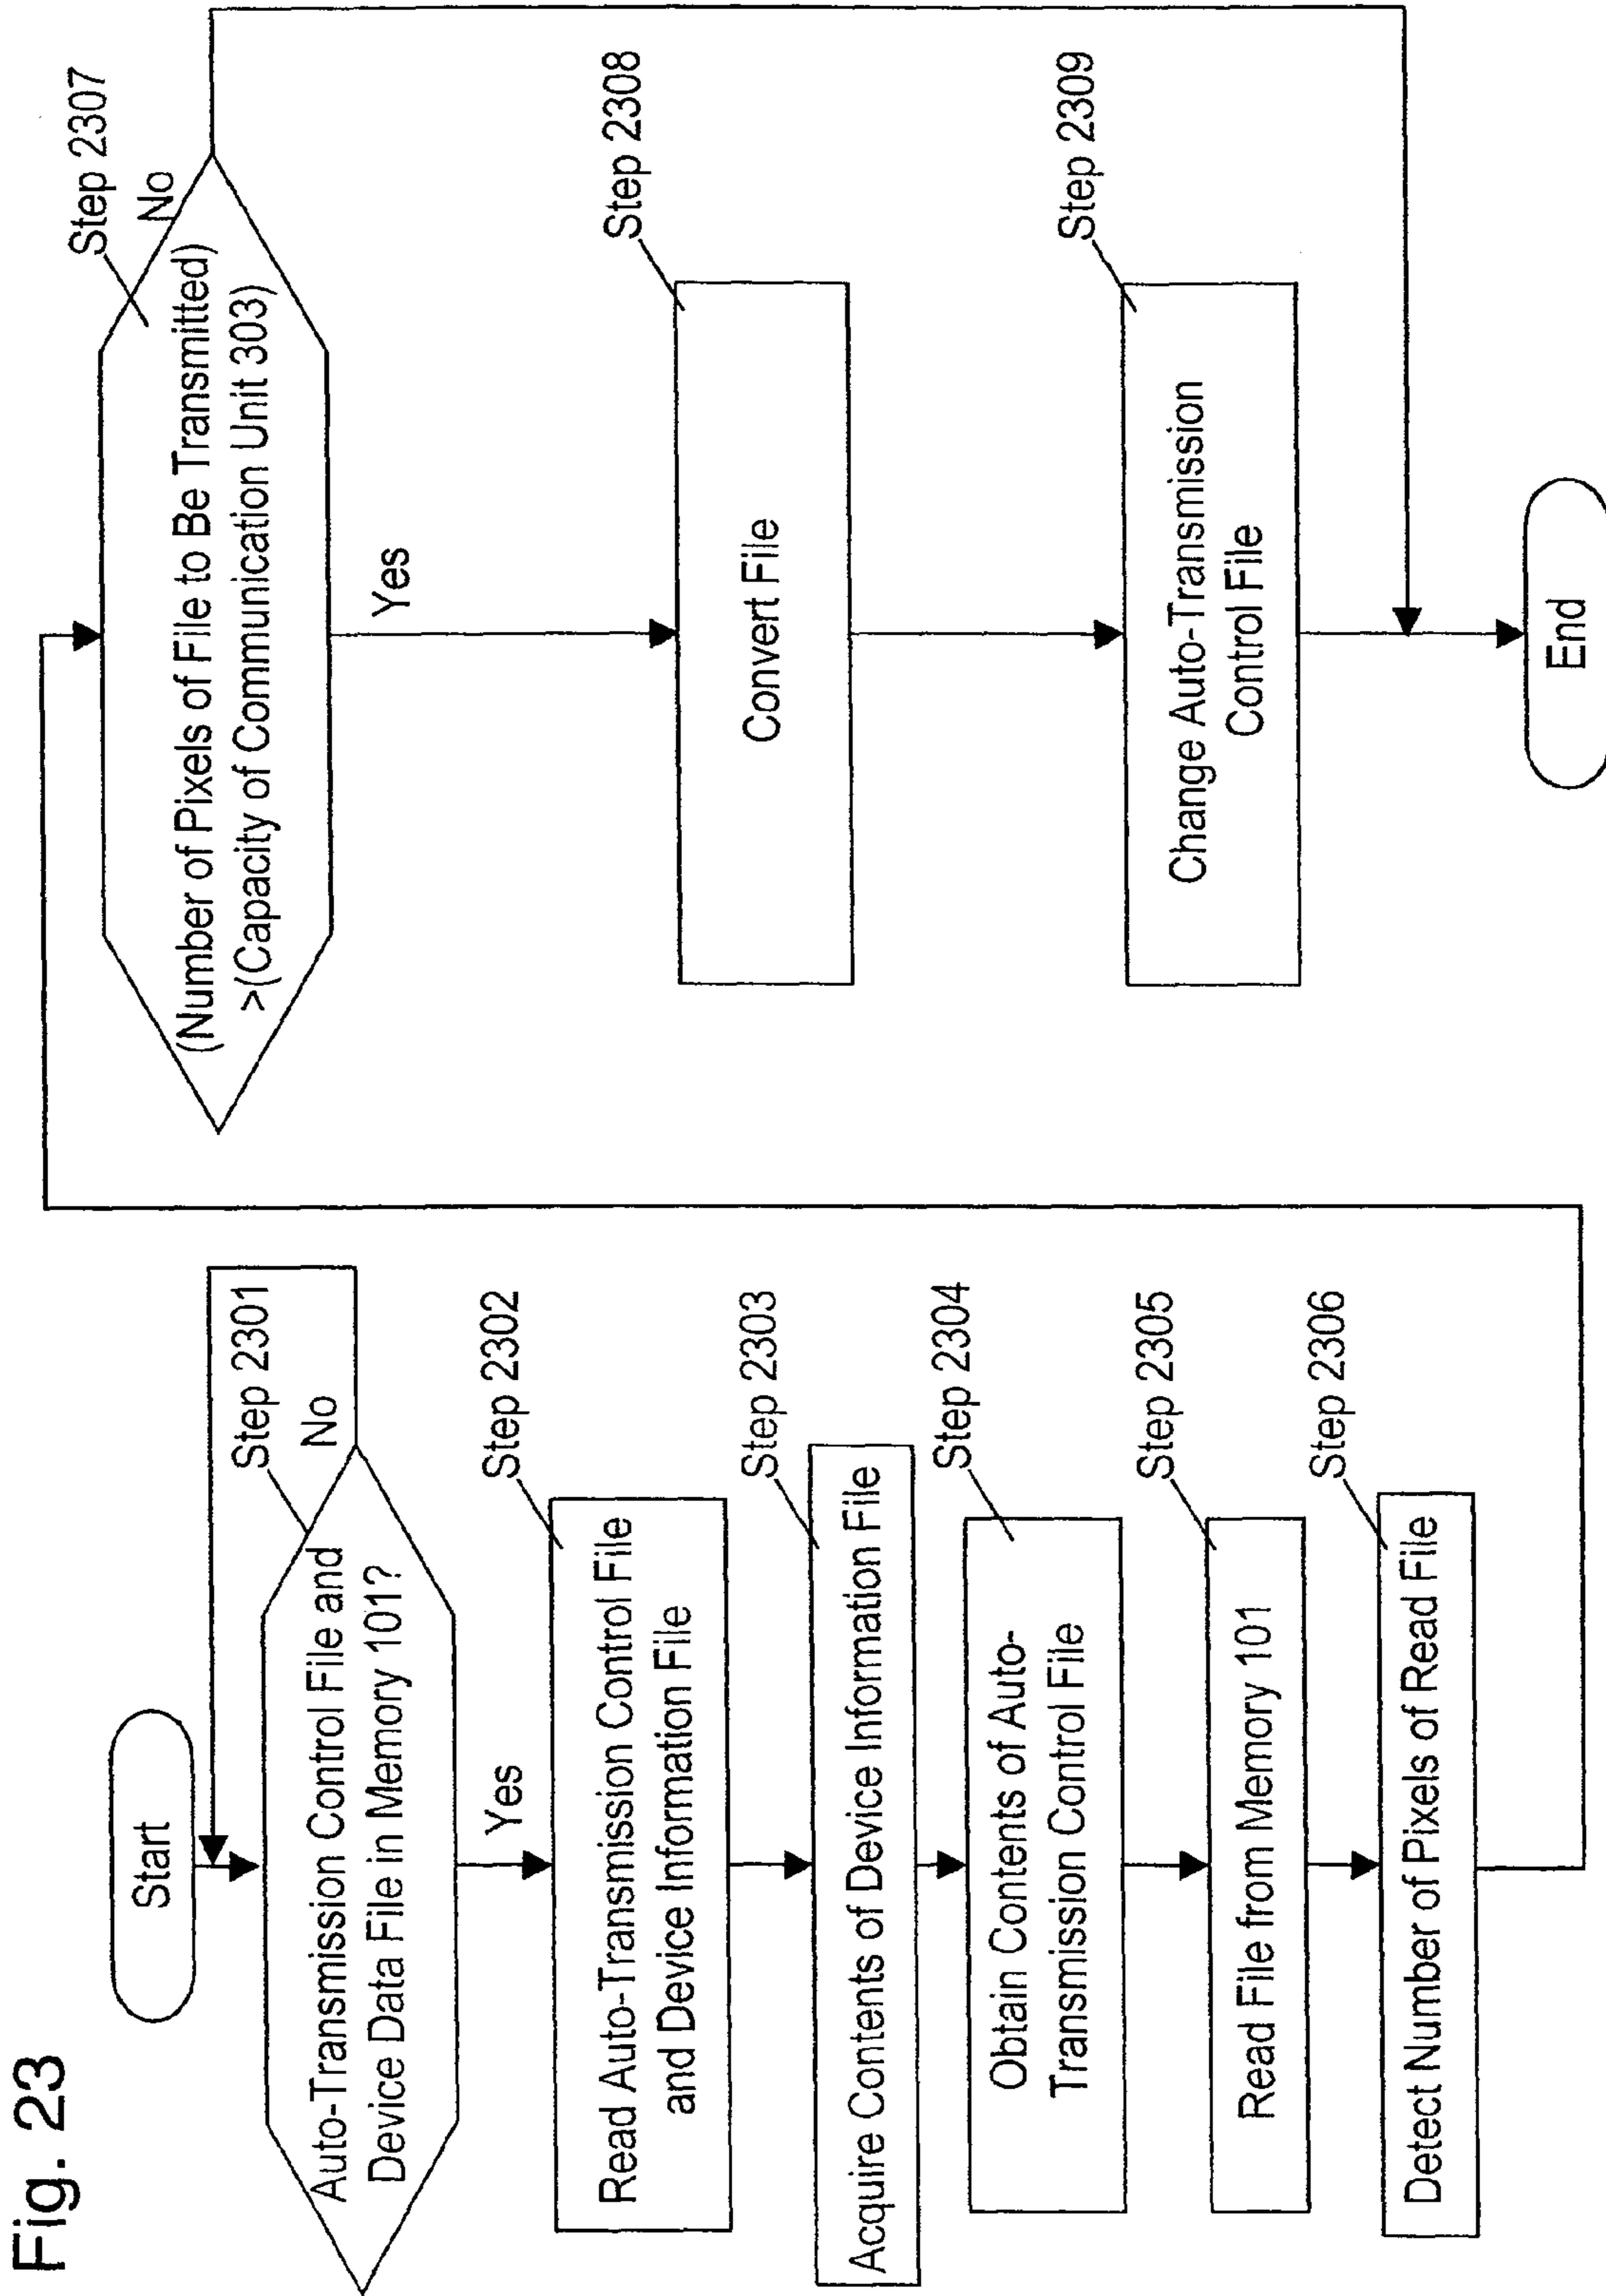 Fig. 23
Start
Step 2301
Auto-Transmission Control File and
Device Data File in Memory 101?
No
Yes
Step 2302
Read Auto-Transmission Control File
and Device Information File
Step 2303
Acquire Contents of Device Information File
Step 2304
Obtain Contents of Auto-
Transmission Control File
Step 2305
Read File from Memory 101
Step 2306
Detect Number of Pixels of Read File
Step 2307
No
(Number of Pixels of File to Be Transmitted)
>(Capacity of Communication Unit 303)
Yes
Step 2308
Convert File
Step 2309
Change Auto-Transmission
Control File
End